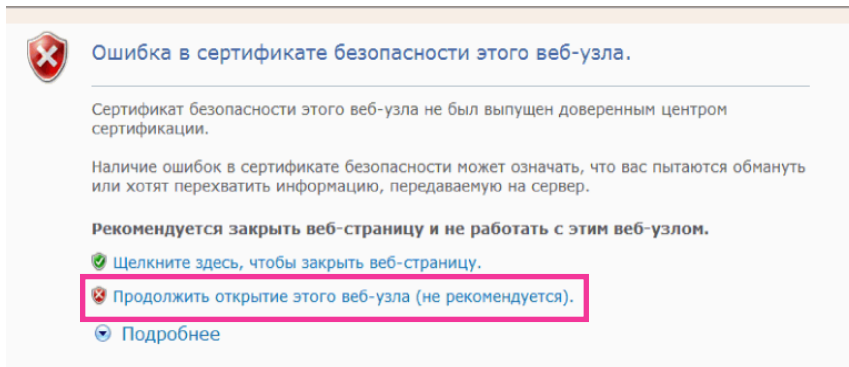 Ошибка в сертификате безопасности этого веб-узла.
Сертификат безопасности этого веб-узла не был выпущен доверенным центром
сертификации.
Наличие ошибок в сертификате безопасности может означать, что вас пытаются обмануть
или хотят перехватить информацию, передаваемую на сервер.
Рекомендуется закрыть веб-страницу и не работать с этим веб-узлом.
Щелкните здесь, чтобы закрыть веб-страницу.
Продолжить открытие этого веб-узла (не рекомендуется).
Подробнее